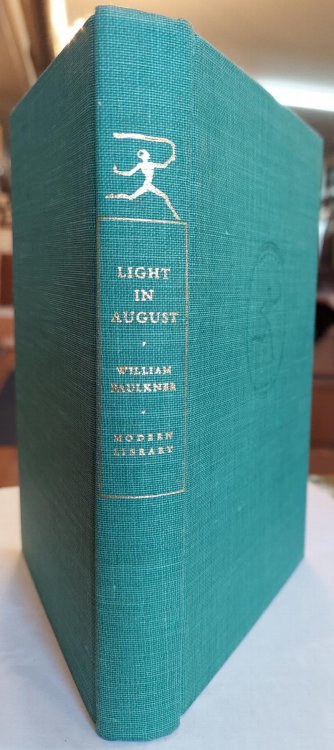 LIGHT
IN
AUGUST
·
WILLIAM
FAULKNER
·
MODERN
LIBRARY